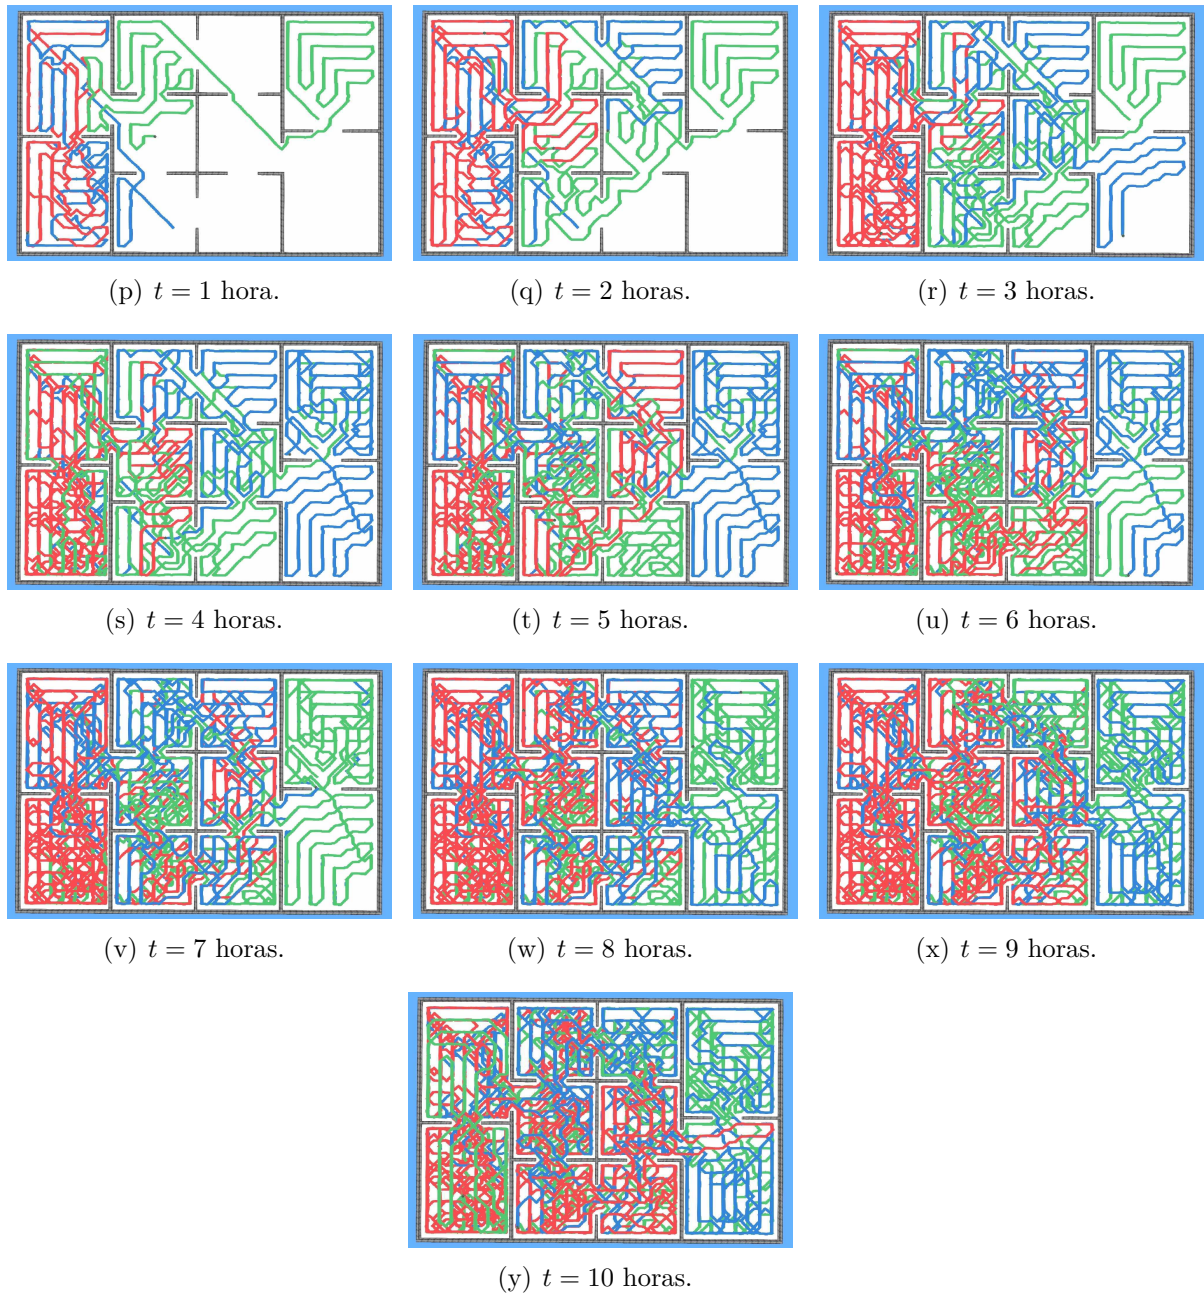 (p) t = 1 hora.
(q) t = 2 horas.
(r) t = 3 horas.
(s) t = 4 horas.
(t) t = 5 horas.
(u) t = 6 horas.
(v) t = 7 horas.
(w) t = 8 horas.
(x) t = 9 horas.
(y) t = 10 horas.